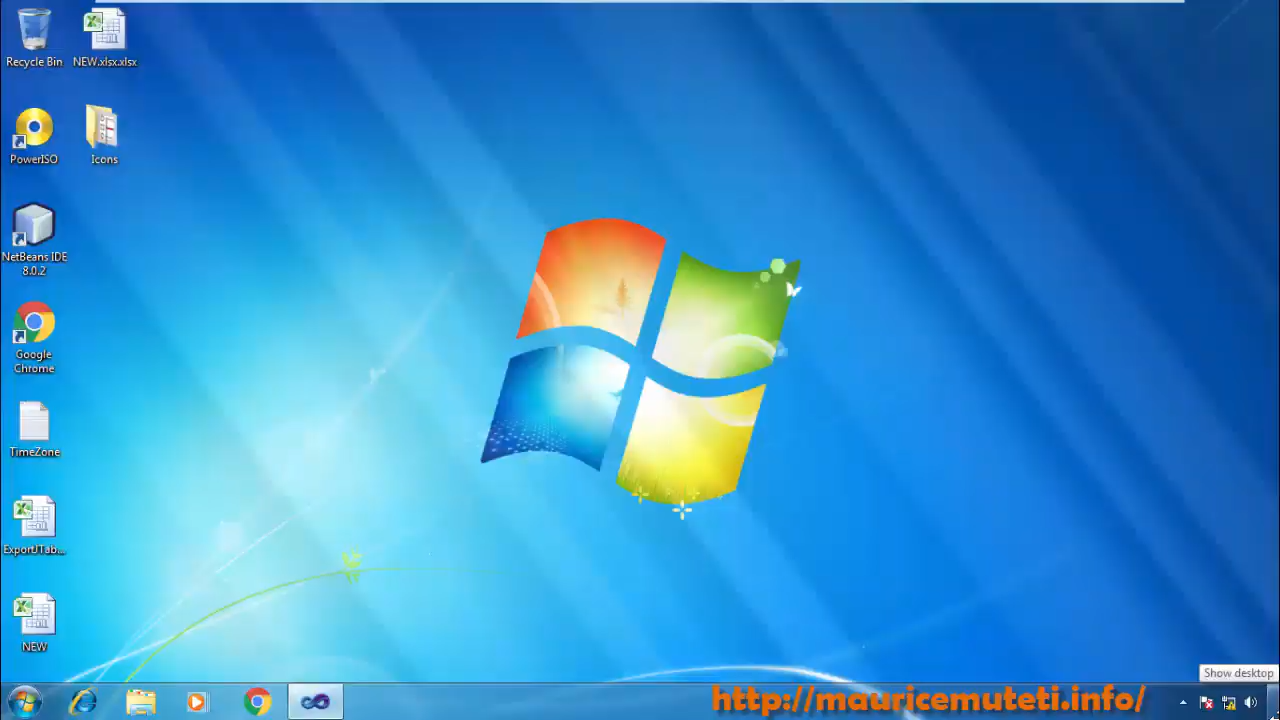 Recycle Bin
NEW.xlsx.xlsx
PowerISO
Icons
NetBeans IDE
8.0.2
Google
Chrome
TimeZone
ExportJTab...
NEW
Show desktop
http://mauricemuteti.info/